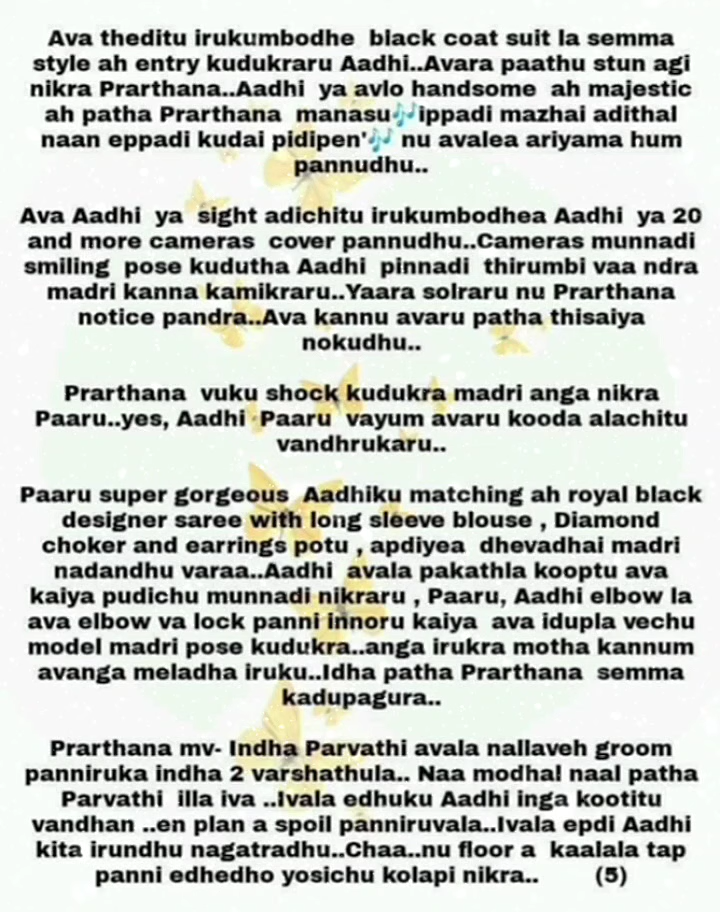 Ava theditu irukumbodhe black coat suit la semma
style ah entry kudukraru Aadhi..Avara paathu stun agi
nikra Prarthana..Aadhi ya avlo handsome ah majestic
ah patha Prarthana manasu🎶ippadi mazhai adithal
naan eppadi kudai pidipen'🎶 nu avalea ariyama hum
pannudhu..
Ava Aadhi ya sight adichitu irukumbodhea Aadhi ya 20
and more cameras cover pannudhu..Cameras munnadi
smiling pose kudutha Aadhi pinnadi thirumbi vaa ndra
madri kanna kamikraru..Yaara solraru nu Prarthana
notice pandra..Ava kannu avaru patha thisaiya
nokudhu..
Prarthana vuku shock kudukra madri anga nikra
Paaru..yes, Aadhi Paaru vayum avaru kooda alachitu
vandhrukaru..
Paaru super gorgeous Aadhiku matching ah royal black
designer saree with long sleeve blouse , Diamond
choker and earrings potu , apdiyea dhevadhai madri
nadandhu varaa..Aadhi avala pakathla kooptu ava
kaiya pudichu munnadi nikraru , Paaru, Aadhi elbow la
ava elbow va lock panni innoru kaiya ava idupla vechu
model madri pose kudukra..anga irukra motha kannum
avanga meladha iruku..Idha patha Prarthana semma
kadupagura..
Prarthana mv- Indha Parvathi avala nallaveh groom
panniruka indha 2 varshathula.. Naa modhal naal patha
Parvathi illa iva ..Ivala edhuku Aadhi inga kootitu
vandhan ..en plan a spoil panniruvala..Ivala epdi Aadhi
kita irundhu nagatradhu..Chaa..nu floor a kaalala tap
panni edhedho yosichu kolapi nikra.. (5)